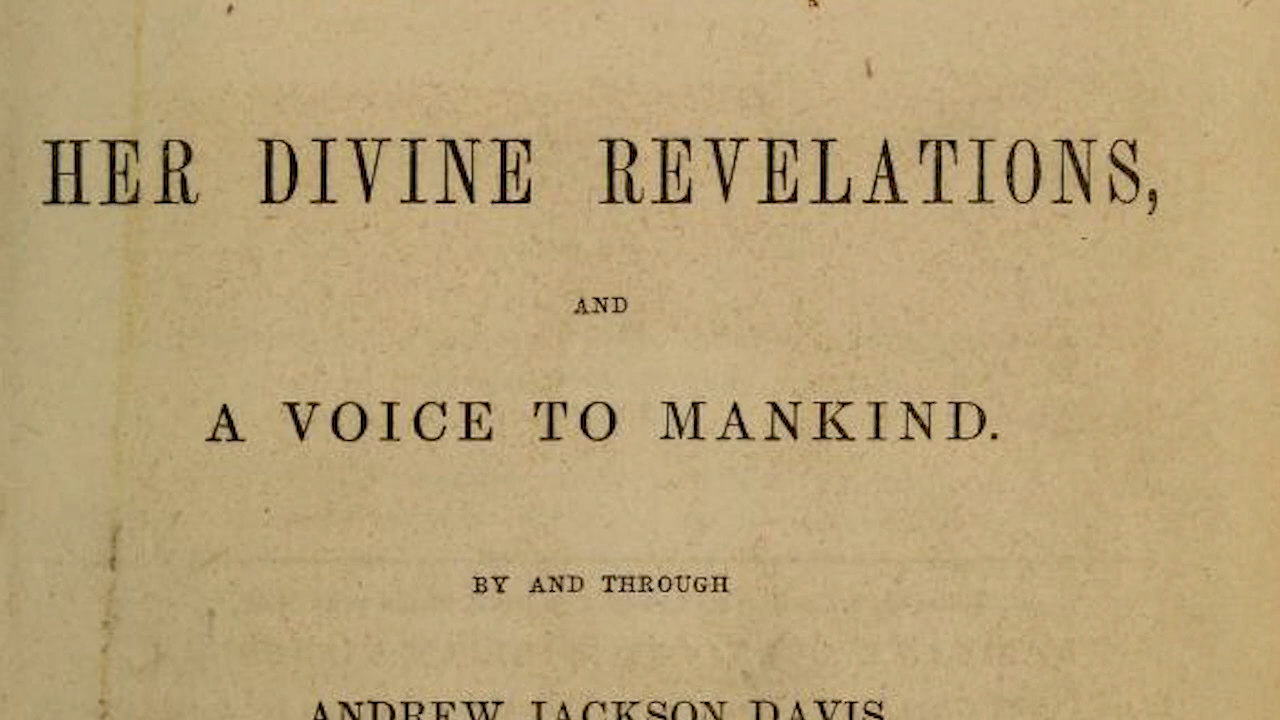 HER DIVINE REVELATIONS,
AND
A VOICE TO MANKIND.
BY AND THROUGH
ANDREW JACKSON DAVIS